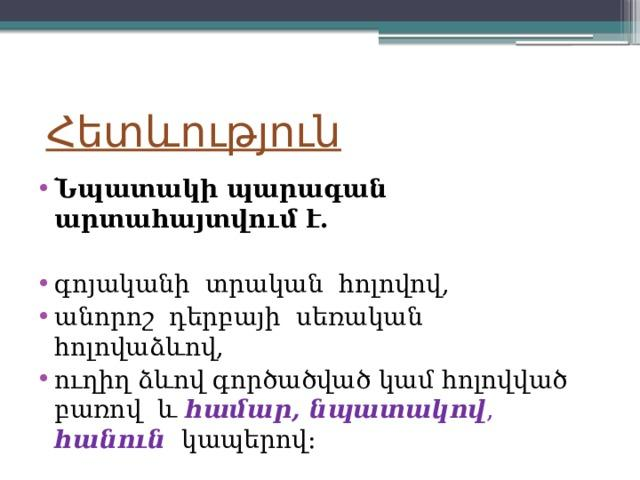 Հետևություն
• Նպատակի պարագան
արտահայտվում է.
• գոյականի տրական հոլովով,
• անորոշ դերբայի սեռական
հոլովաձևով,
• ուղիղ ձևով գործածված կամ հոլովված
բառով և համար, նպատակով,
հանուն կապերով: